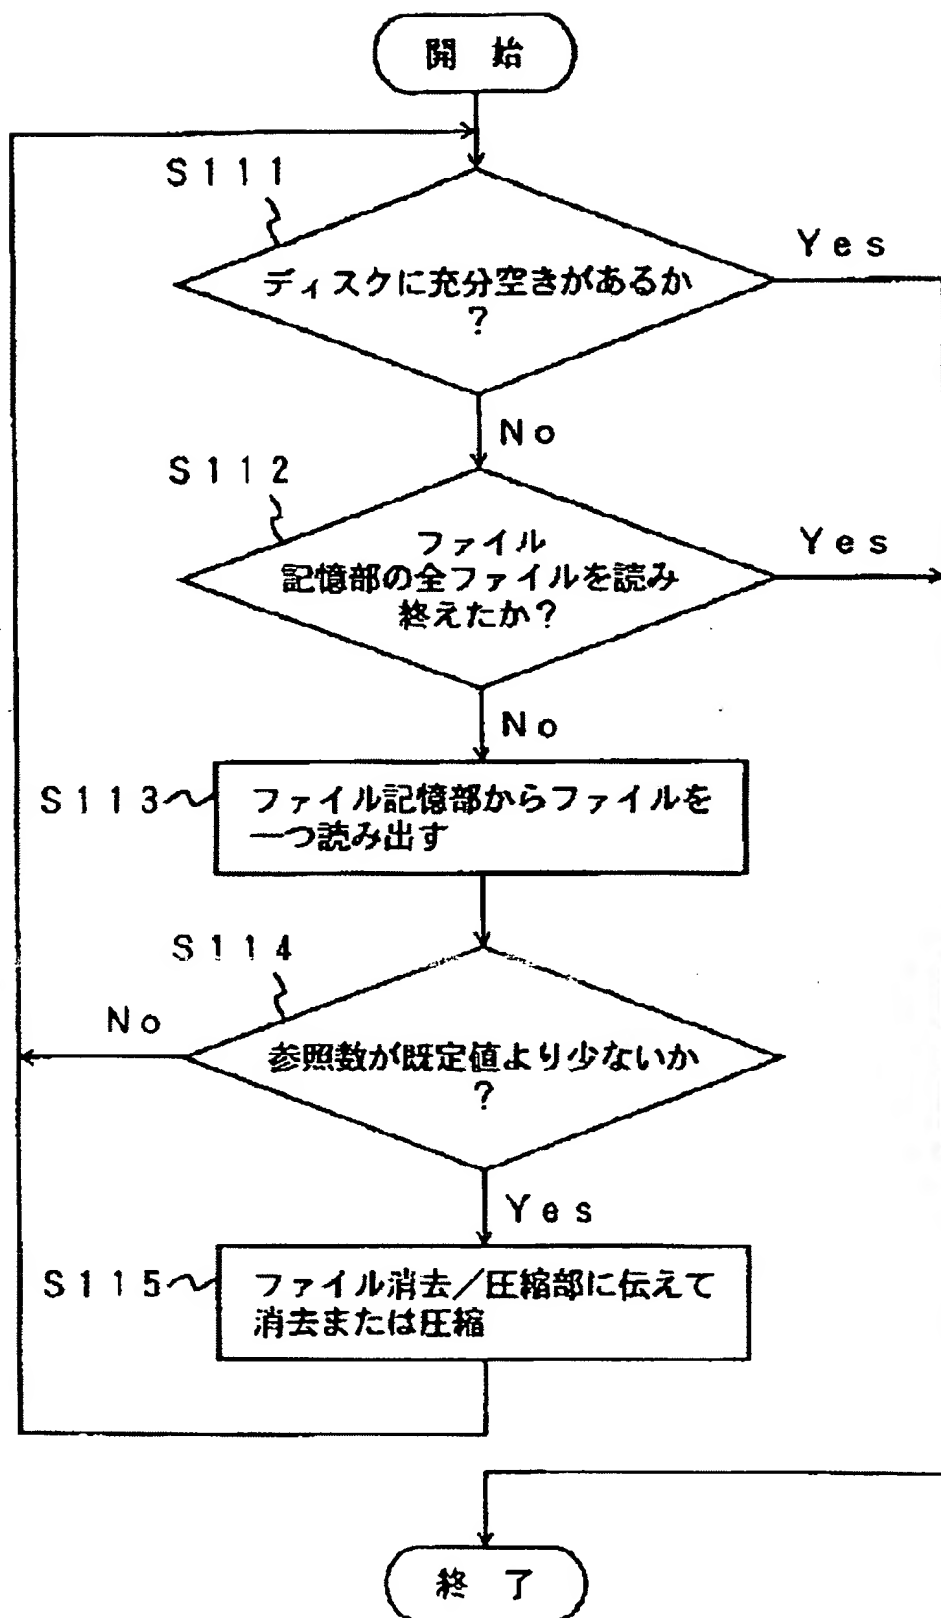 開 始
S111
ディスクに充分空きがあるか
?
Yes
No
S112
ファイル
記憶部の全ファイルを読み
終えたか?
Yes
No
S113
ファイル記憶部からファイルを
一つ読み出す
S114
No
参照数が既定値より少ないか
?
Yes
S115
ファイル消去/圧縮部に伝えて
消去または圧縮
終 了